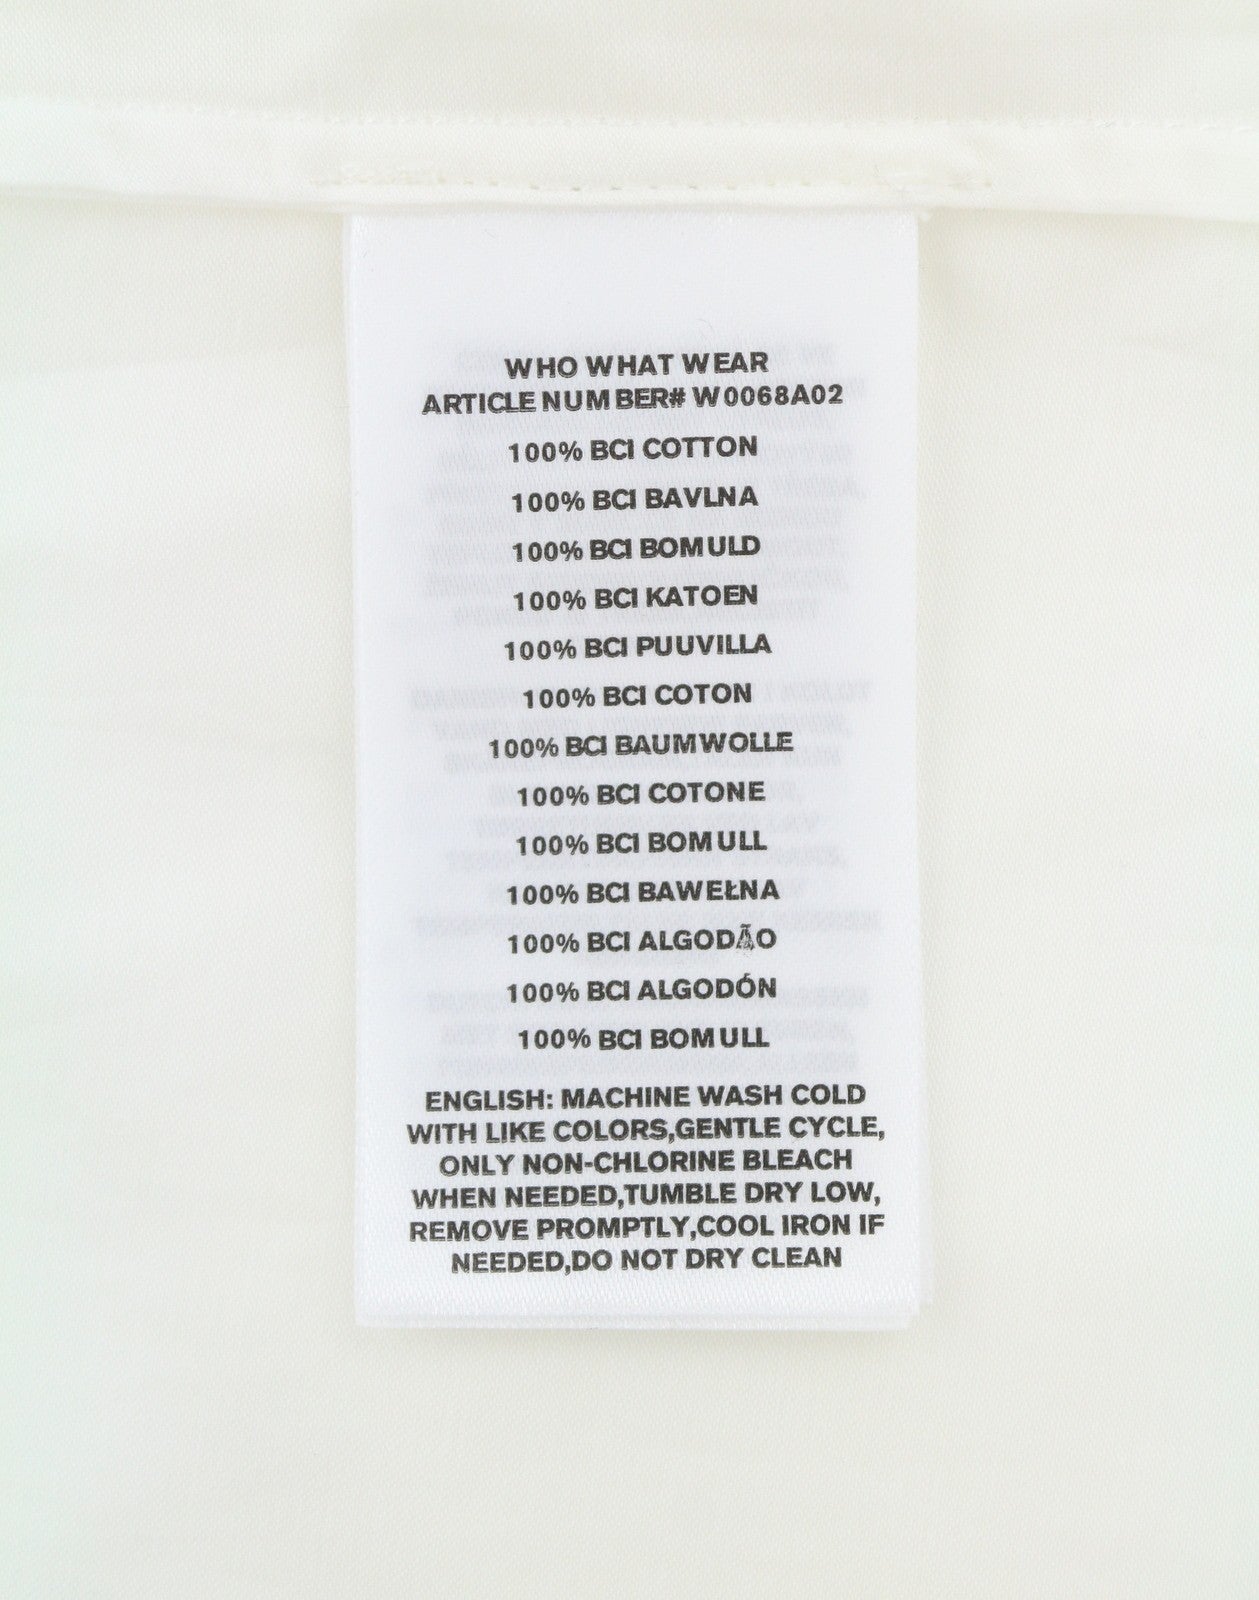 WHO WHAT WEAR
ARTICLE NUMBER# W0068A02
100% BCI COTTON
100% BCI BAVLNA
100% BCI BOMULD
100% BCI KATOEN
100% BCI PUUVILLA
100% BCI COTON
100% BCI BAUMWOLLE
100% BCI COTONE
100% BCI BOMULL
100% BCI BAWEŁNA
100% BCI ALGODÃO
100% BCI ALGODÓN
100% BCI BOMULL
ENGLISH: MACHINE WASH COLD
WITH LIKE COLORS,GENTLE CYCLE,
ONLY NON-CHLORINE BLEACH
WHEN NEEDED,TUMBLE DRY LOW,
REMOVE PROMPTLY,COOL IRON IF
NEEDED,DO NOT DRY CLEAN